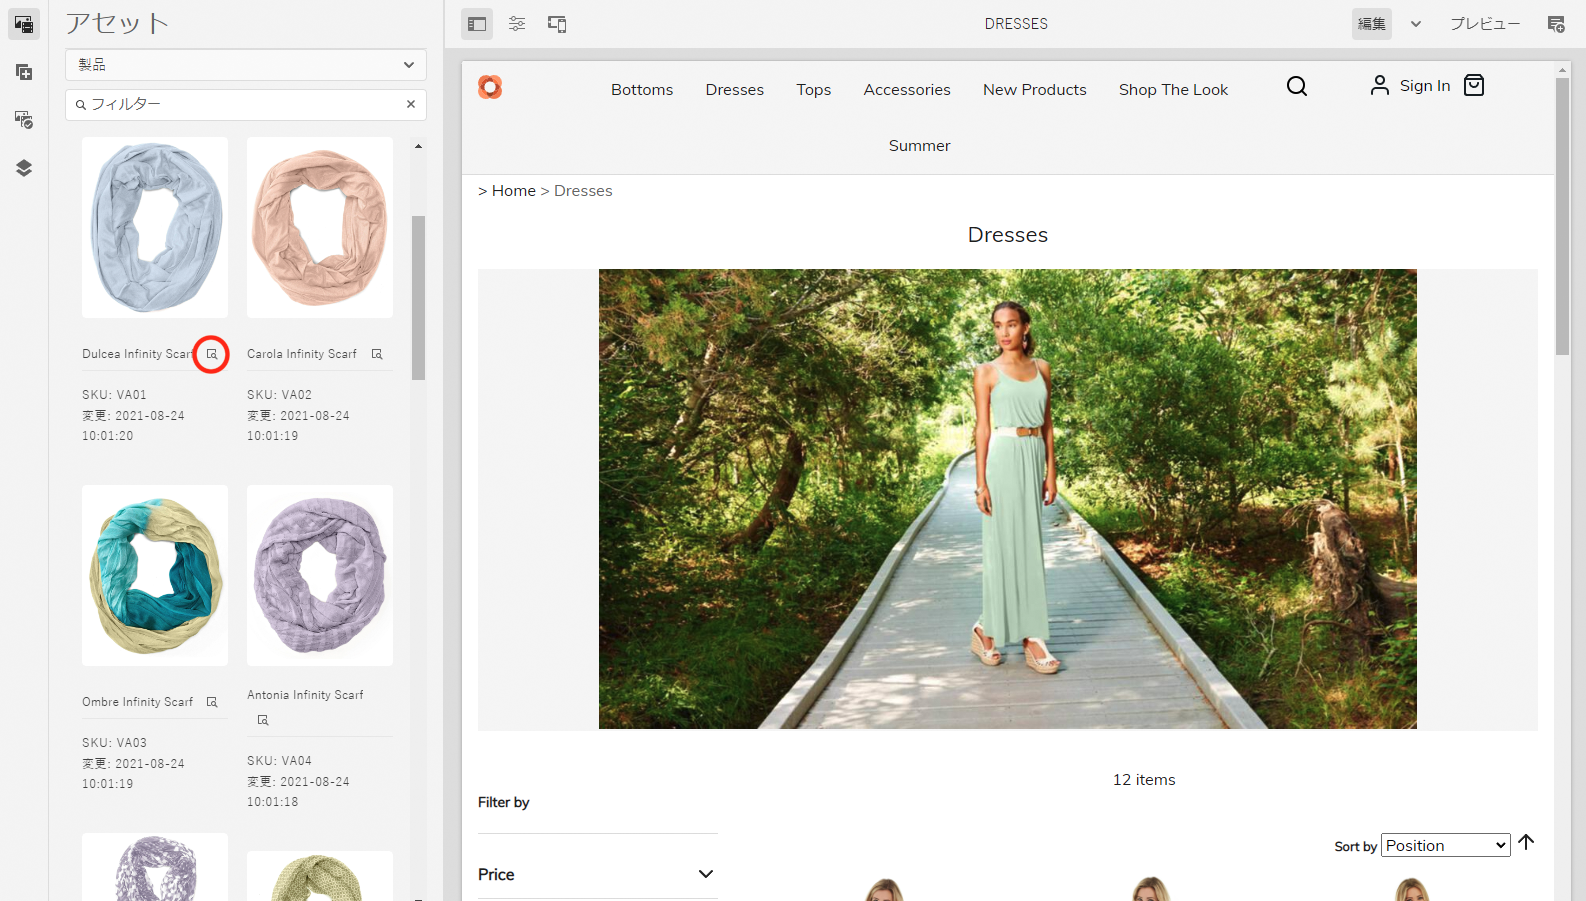 アセット
製品
フィルター
Dulcea Infinity Scarf
Carola Infinity Scarf
SKU: VA01
変更: 2021-08-24
10:01:20
SKU: VA02
変更: 2021-08-24
10:01:19
Ombre Infinity Scarf
Antonia Infinity Scarf
SKU: VA03
変更: 2021-08-24
10:01:19
SKU: VA04
変更: 2021-08-24
10:01:18
DRESSES
編集
プレビュー
Bottoms Dresses Tops Accessories New Products Shop The Look
Sign In
Summer
> Home > Dresses
Dresses
12 items
Filter by
Sort by Position
Price